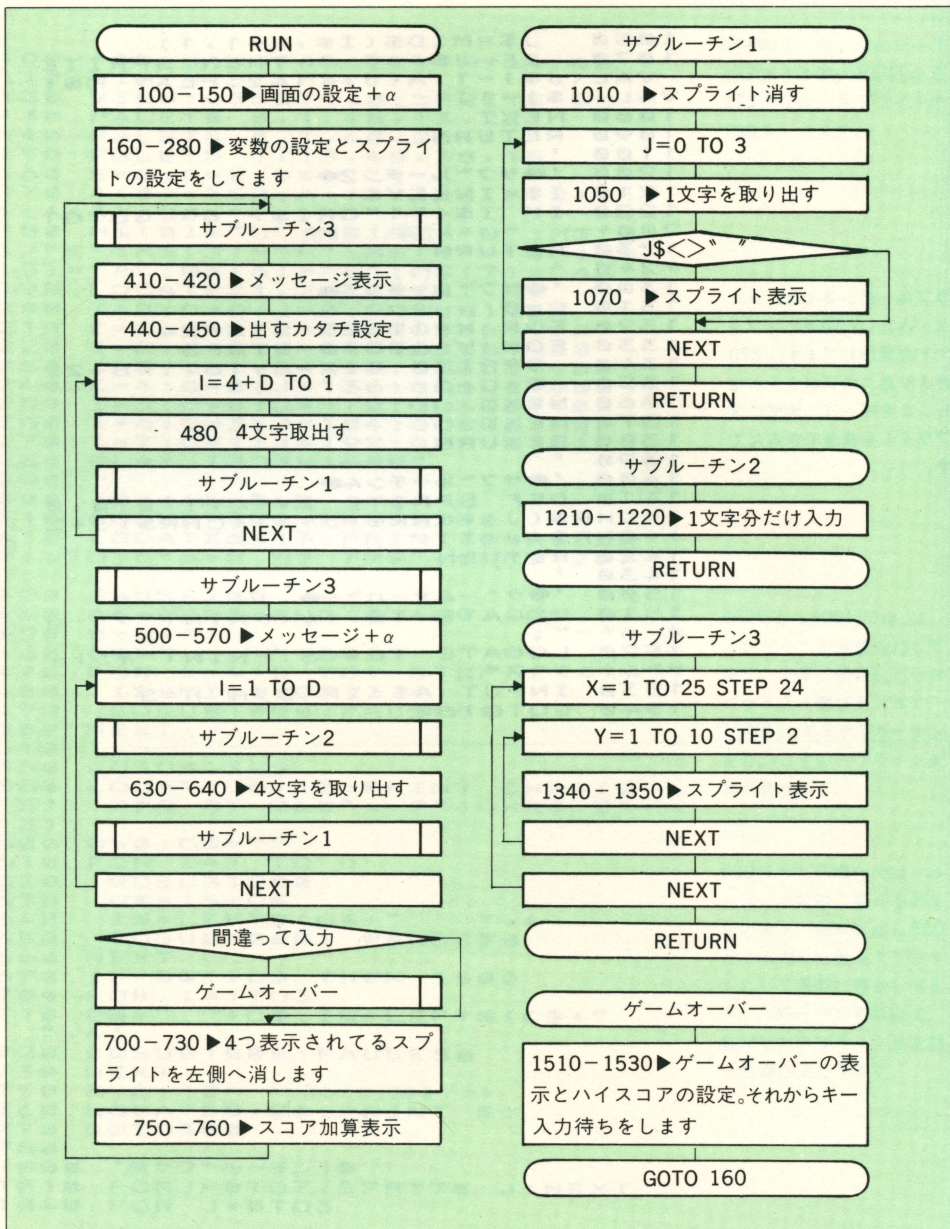 RUN
100-150 ▶画面の設定+α
160-280 ▶変数の設定とスプライ
トの設定をしてます
サブルーチン3
410-420 ▶メッセージ表示
440-450 ▶出すカタチ設定
I=4+D TO 1
480 4文字取出す
サブルーチン1
NEXT
サブルーチン3
500-570 ▶メッセージ+α
I=1 TO D
サブルーチン2
630-640 ▶4文字を取り出す
サブルーチン1
NEXT
間違って入力
ゲームオーバー
700-730 ▶4つ表示されてるスプ
ライトを左側へ消します
750-760 ▶スコア加算表示
サブルーチン1
1010 ▶スプライト消す
J=0 TO 3
1050 ▶1文字を取り出す
J$<>" "
1070 ▶スプライト表示
NEXT
RETURN
サブルーチン2
1210-1220▶1文字分だけ入力
RETURN
サブルーチン3
X=1 TO 25 STEP 24
Y=1 TO 10 STEP 2
1340-1350▶スプライト表示
NEXT
NEXT
RETURN
ゲームオーバー
1510-1530▶ゲームオーバーの表
示とハイスコアの設定。それからキー
入力待ちをします
GOTO 160